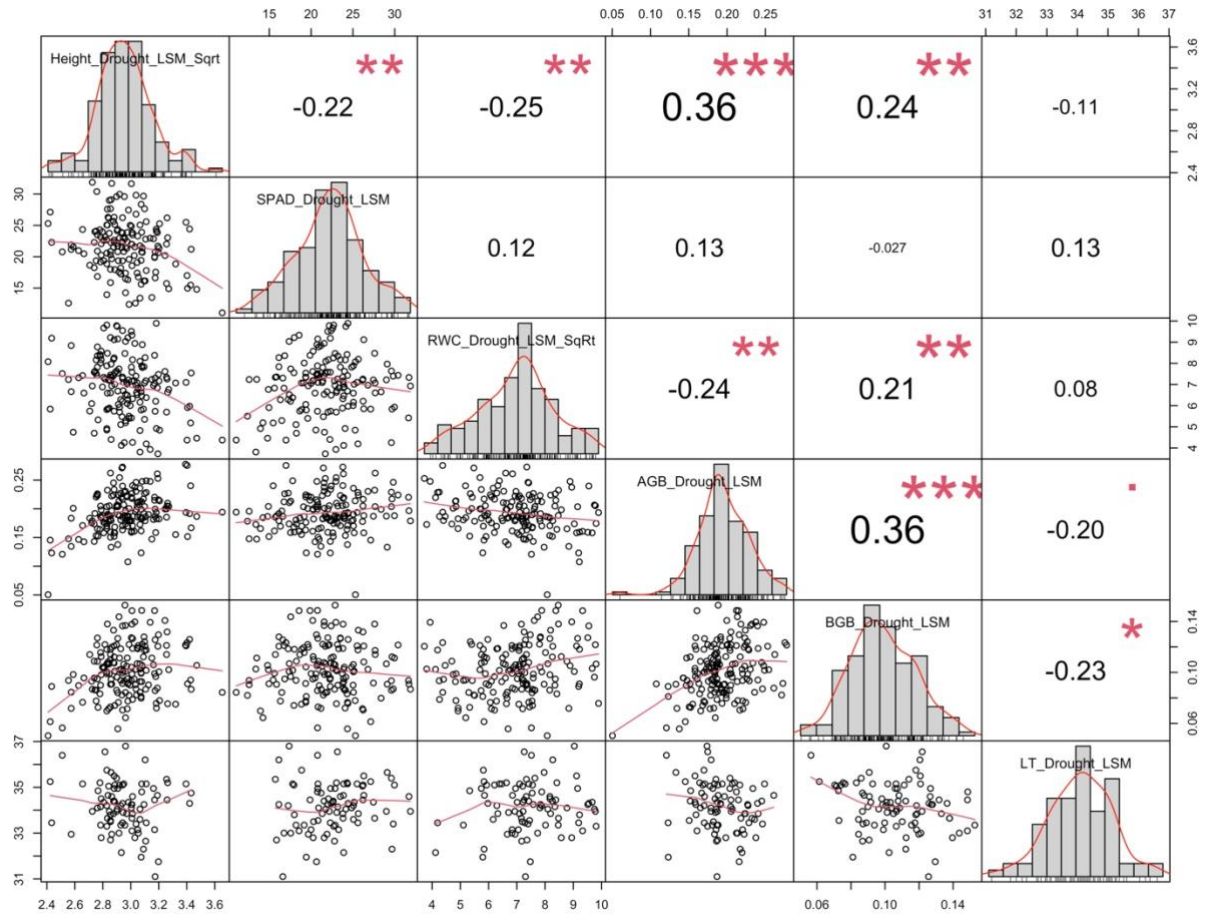 15 20 25 30 0.05 0.10 0.15 0.20 0.25 31 32 33 34 35 36 37
Height_Drought_LSM_Sqrt ** ** *** **
-0.22 -0.25 0.36 0.24 -0.11
2.4 2.8 3.2 3.6
SPAD_Drought_LSM
0.12 0.13 -0.027 0.13
15 20 25 30
RWC_Drought_LSM_SqRt ** **
-0.24 0.21 0.08
4 5 6 7 8 9 10
AGB_Drought_LSM *** .
0.36 -0.20
0.05 0.15 0.25
BGB_Drought_LSM *
-0.23
0.06 0.10 0.14
LT_Drought_LSM
31 33 35 37
2.4 2.6 2.8 3.0 3.2 3.4 3.6 4 5 6 7 8 9 10 0.06 0.10 0.14